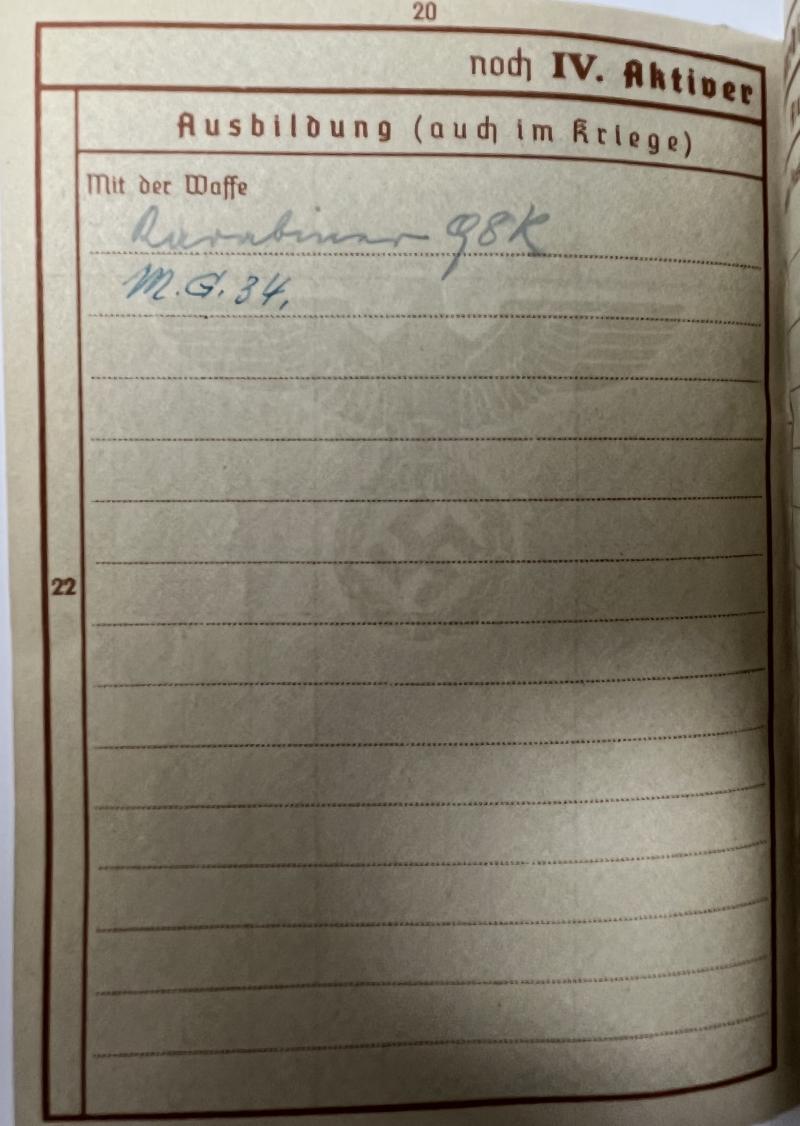 20
noch IV. Aktiver
Ausbildung (auch im Kriege)
Mit der Waffe
Karabiner 98K
M.G. 34.
22